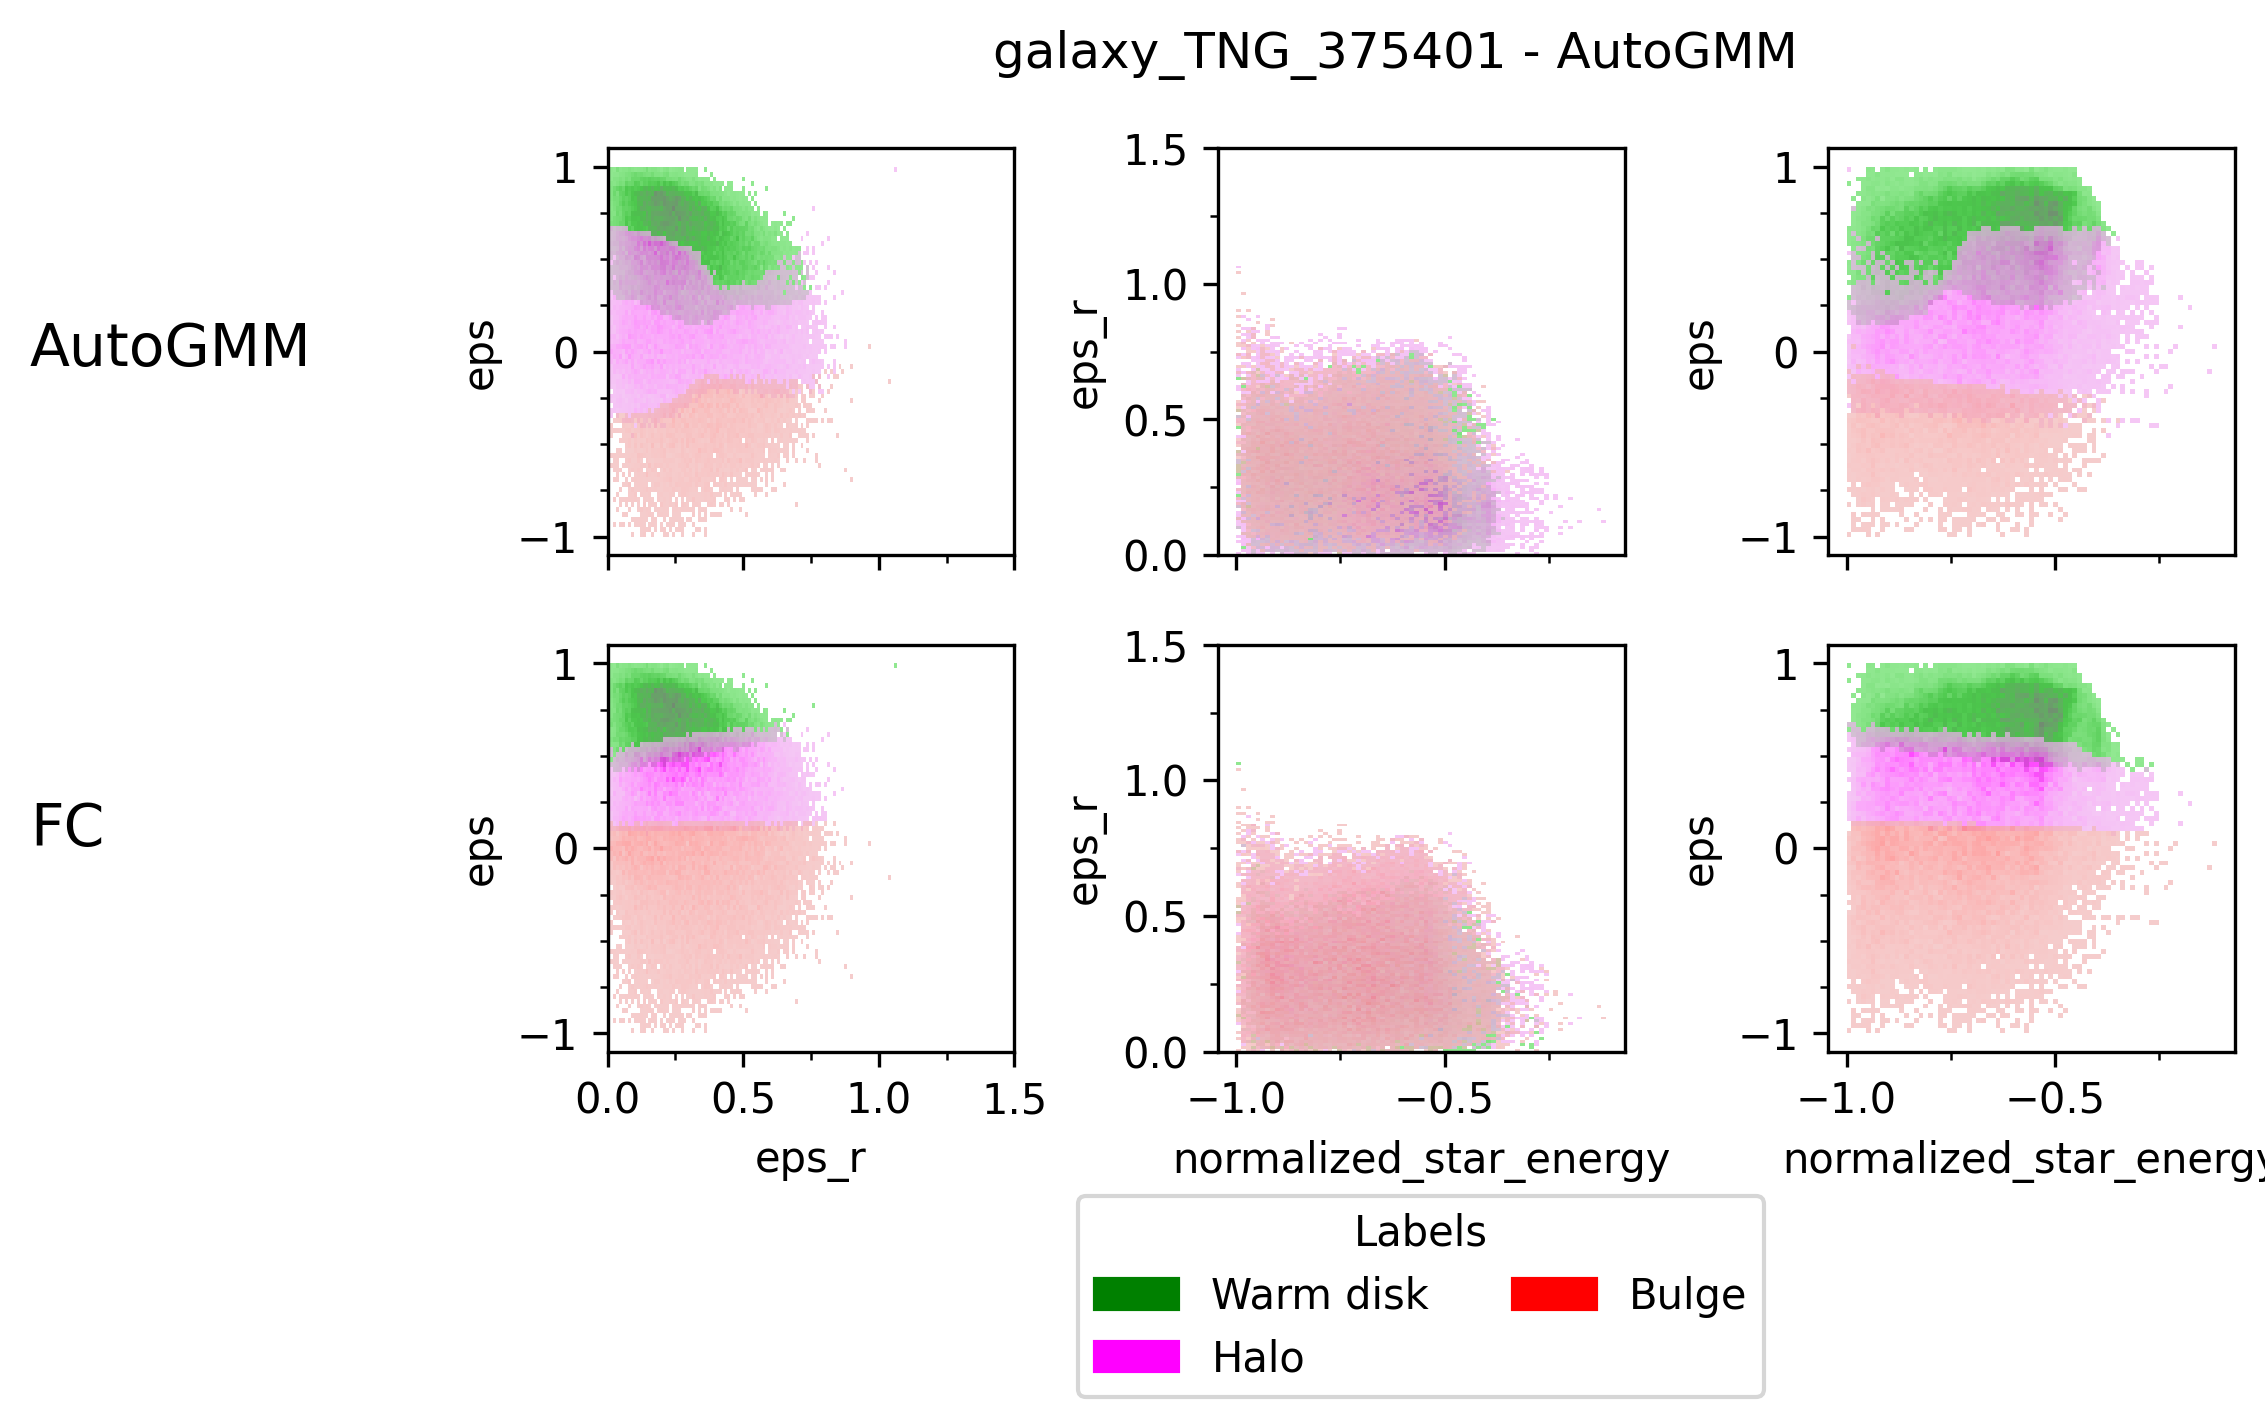 galaxy_TNG_375401 - AutoGMM
AutoGMM
eps
1
0
−1
eps_r
1.5
1.0
0.5
0.0
eps
1
0
−1
FC
eps
1
0
−1
0.0 0.5 1.0 1.5
eps_r
eps_r
1.5
1.0
0.5
0.0
−1.0 −0.5
normalized_star_energy
eps
1
0
−1
−1.0 −0.5
normalized_star_energy
Labels
Warm disk
Halo
Bulge